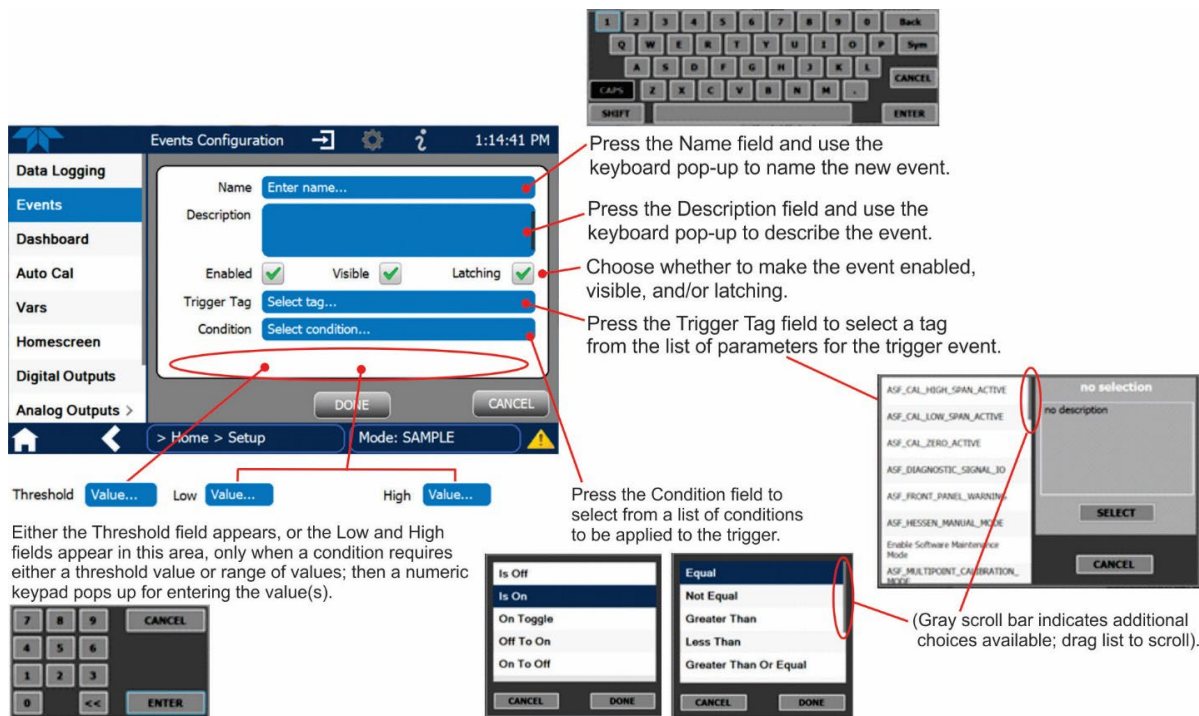 1 2 3 4 5 6 7 8 9 0 Back
Q W E R T Y U I O P Sym
A S D F G H J K L
CANCEL
CAPS Z X C V B N M .
SHIFT ENTER
Events Configuration 1:14:41 PM
Data Logging
Events
Dashboard
Auto Cal
Vars
Homescreen
Digital Outputs
Analog Outputs >
Name Enter name...
Description
Enabled Visible Latching
Trigger Tag Select tag...
Condition Select condition...
DONE CANCEL
> Home > Setup Mode: SAMPLE
Press the Name field and use the
keyboard pop-up to name the new event.
Press the Description field and use the
keyboard pop-up to describe the event.
Choose whether to make the event enabled,
visible, and/or latching.
Press the Trigger Tag field to select a tag
from the list of parameters for the trigger event.
ASF_CAL_HIGH_SPAN_ACTIVE
ASF_CAL_LOW_SPAN_ACTIVE
ASF_CAL_ZERO_ACTIVE
ASF_DIAGNOSTIC_SIGNAL_IO
ASF_FRONT_PANEL_WARNING
ASF_HESSEN_MANUAL_MODE
Enable Software Maintenance
Mode
ASF_MULTIPOINT_CALIBRATION_
MODE
no selection
no description
SELECT
CANCEL
Threshold Value... Low Value... High Value...
Either the Threshold field appears, or the Low and High
fields appear in this area, only when a condition requires
either a threshold value or range of values; then a numeric
keypad pops up for entering the value(s).
7 8 9 CANCEL
4 5 6
1 2 3
0 << ENTER
Press the Condition field to
select from a list of conditions
to be applied to the trigger.
Is Off
Is On
On Toggle
Off To On
On To Off
CANCEL DONE
Equal
Not Equal
Greater Than
Less Than
Greater Than Or Equal
CANCEL DONE
(Gray scroll bar indicates additional
choices available; drag list to scroll).